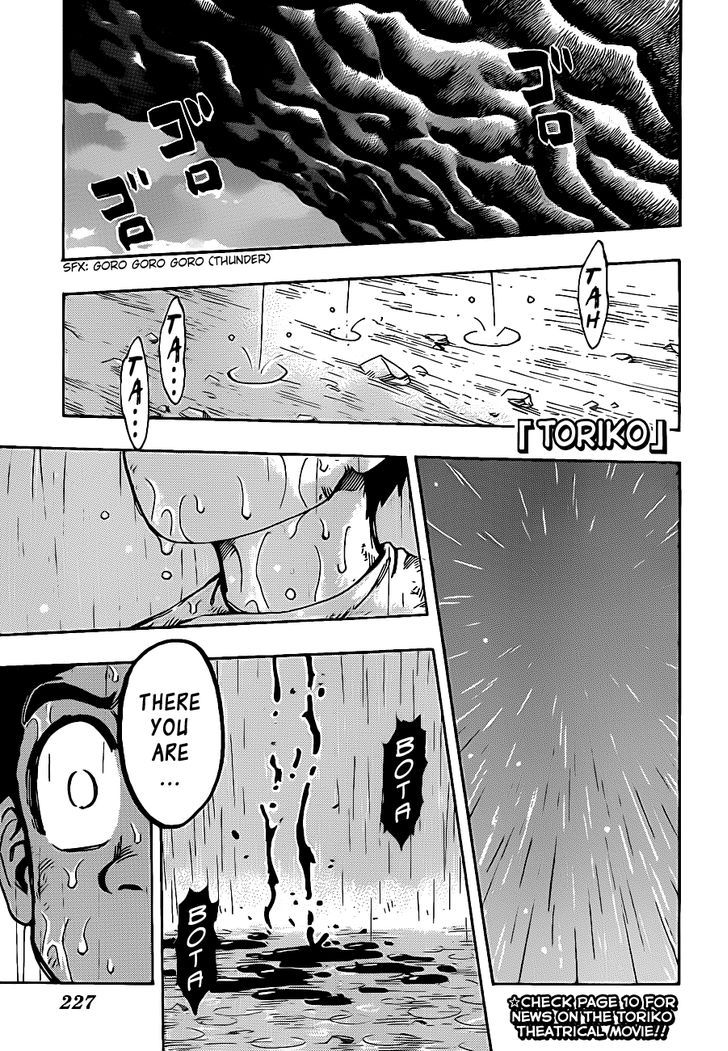 ゴロ
ゴロ
ゴロ
SFX: GORO GORO GORO (THUNDER)
TAH
TA...
TA...
「TORIKO」
THERE
YOU
ARE
...
BOTA
BOTA
227
☆CHECK PAGE 10 FOR
NEWS ON THE TORIKO
THEATRICAL MOVIE!!